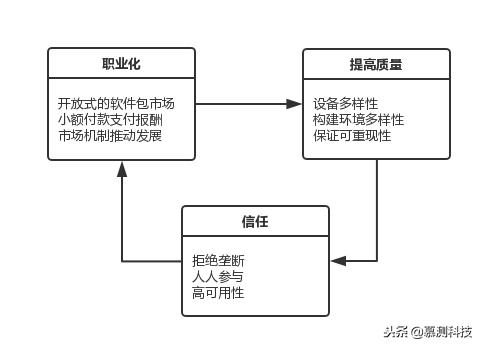 职业化
开放式的软件包市场
小额付款支付报酬
市场机制推动发展
提高质量
设备多样性
构建环境多样性
保证可重现性
信任
拒绝垄断
人人参与
高可用性
头条 @慕测科技